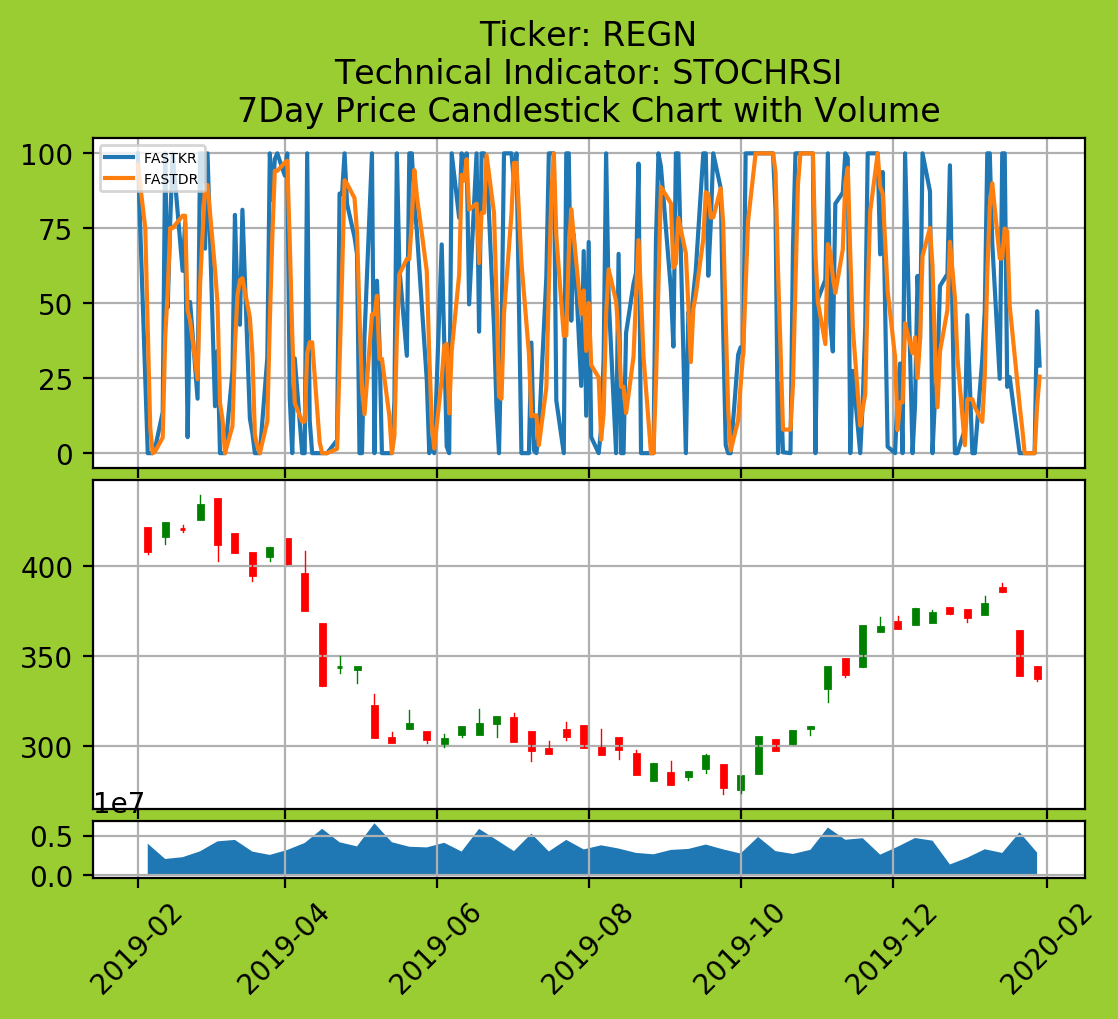 Ticker: REGN
Technical Indicator: STOCHRSI
7Day Price Candlestick Chart with Volume
FASTKR
FASTDR
100
75
50
25
0
400
350
300
1e7
0.5
0.0
2019-02
2019-04
2019-06
2019-08
2019-10
2019-12
2020-02